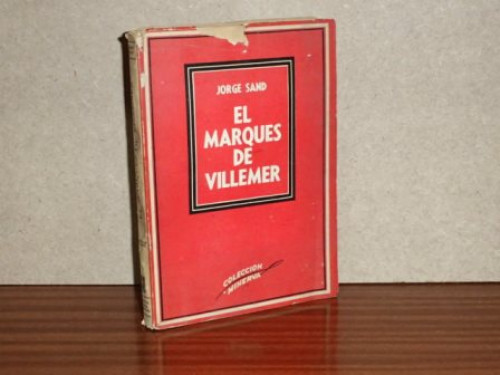 JORGE SAND
EL
MARQUES
DE
VILLEMER
COLECCION
MINERVA